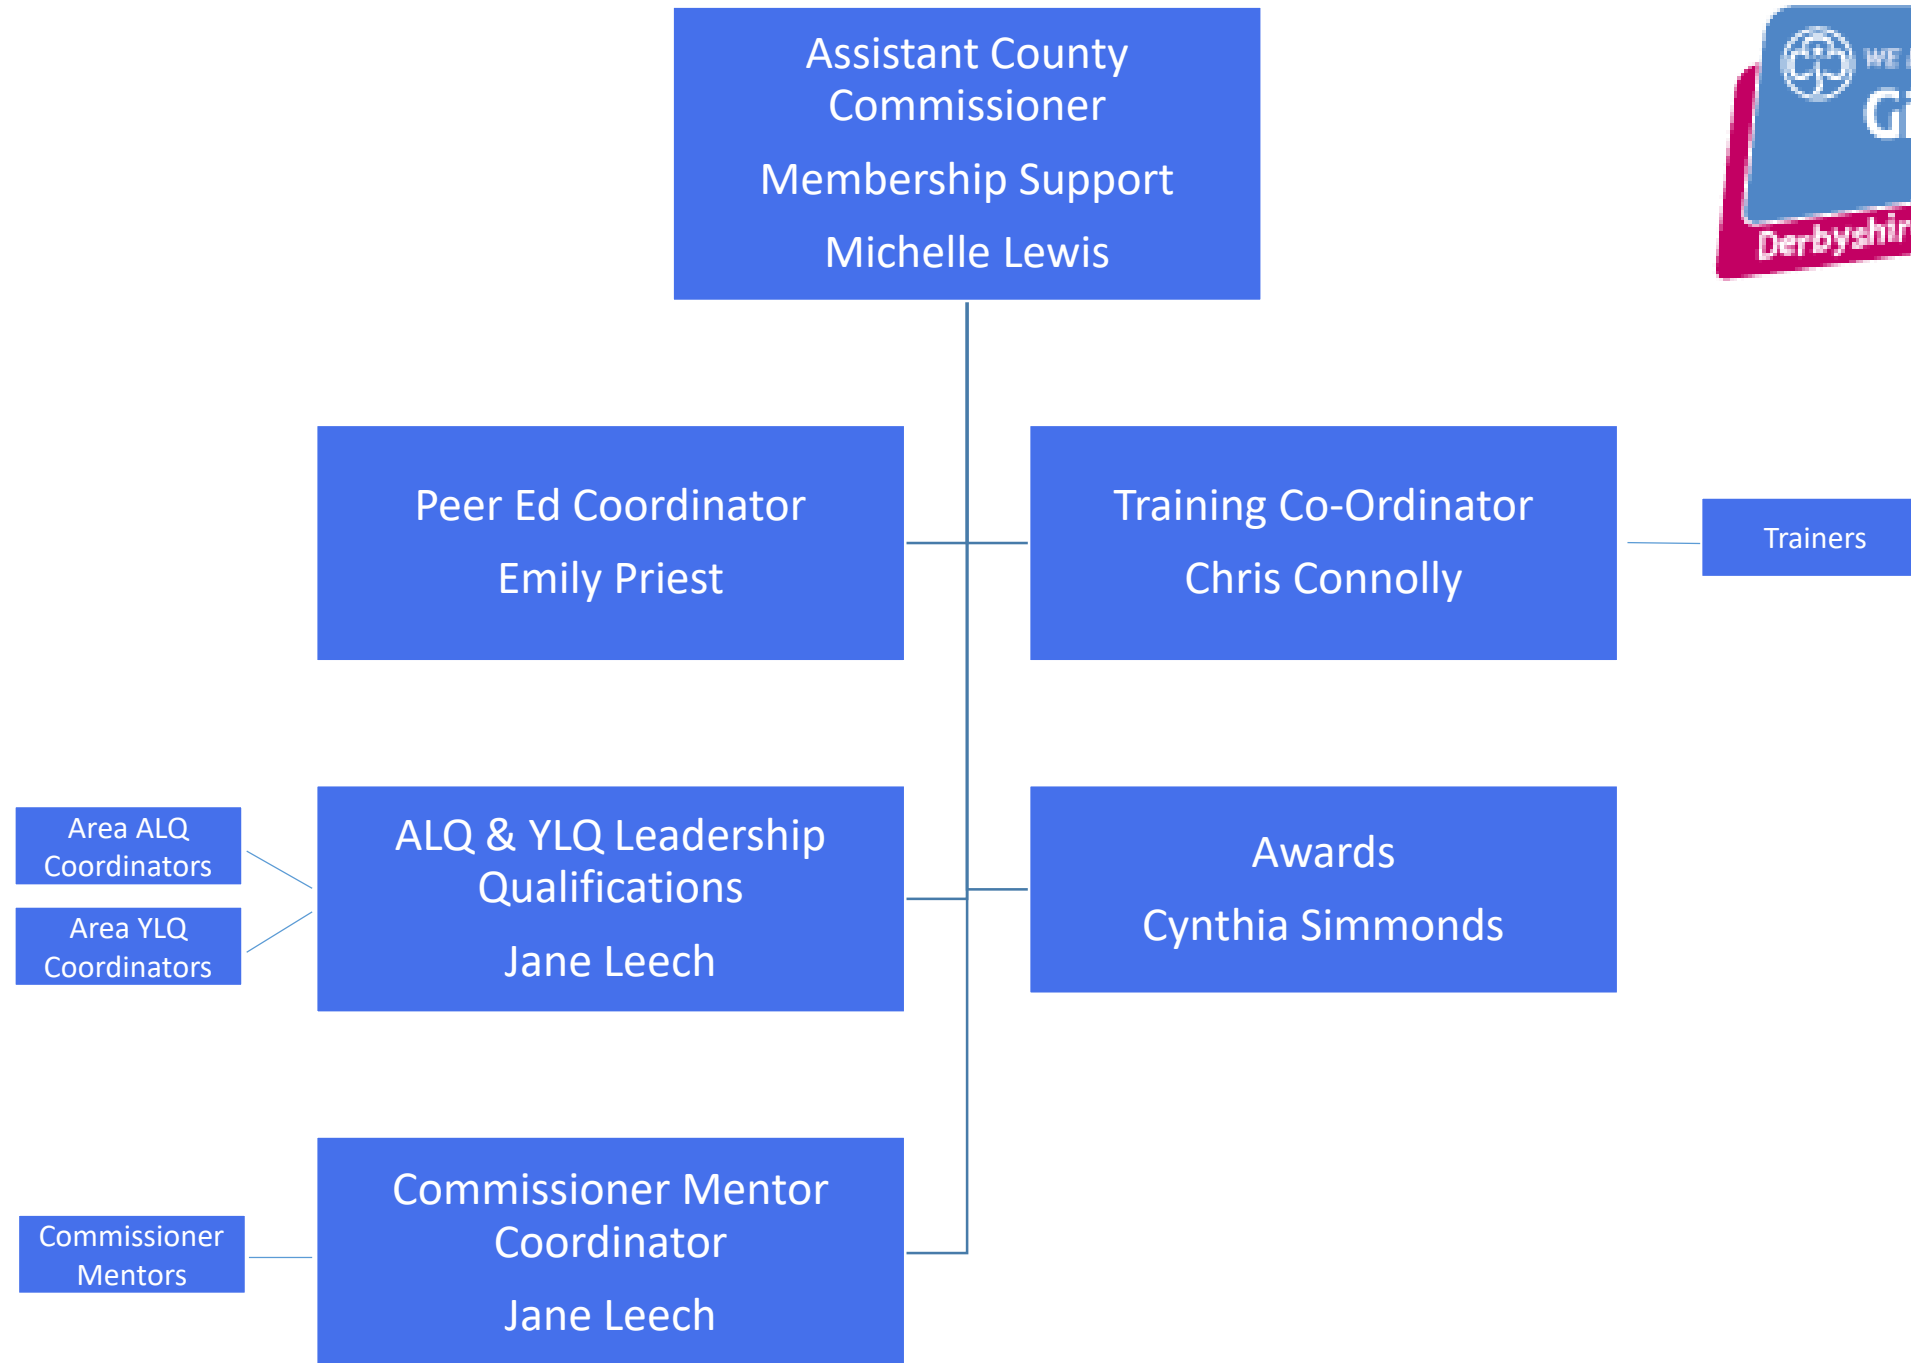 Assistant County
Commissioner
Membership Support
Michelle Lewis
WE
Derbyshir
Peer Ed Coordinator
Emily Priest
Training Co-Ordinator
Chris Connolly
Trainers
Area ALQ
Coordinators
Area YLQ
Coordinators
ALQ & YLQ Leadership
Qualifications
Jane Leech
Awards
Cynthia Simmonds
Commissioner
Mentors
Commissioner Mentor
Coordinator
Jane Leech